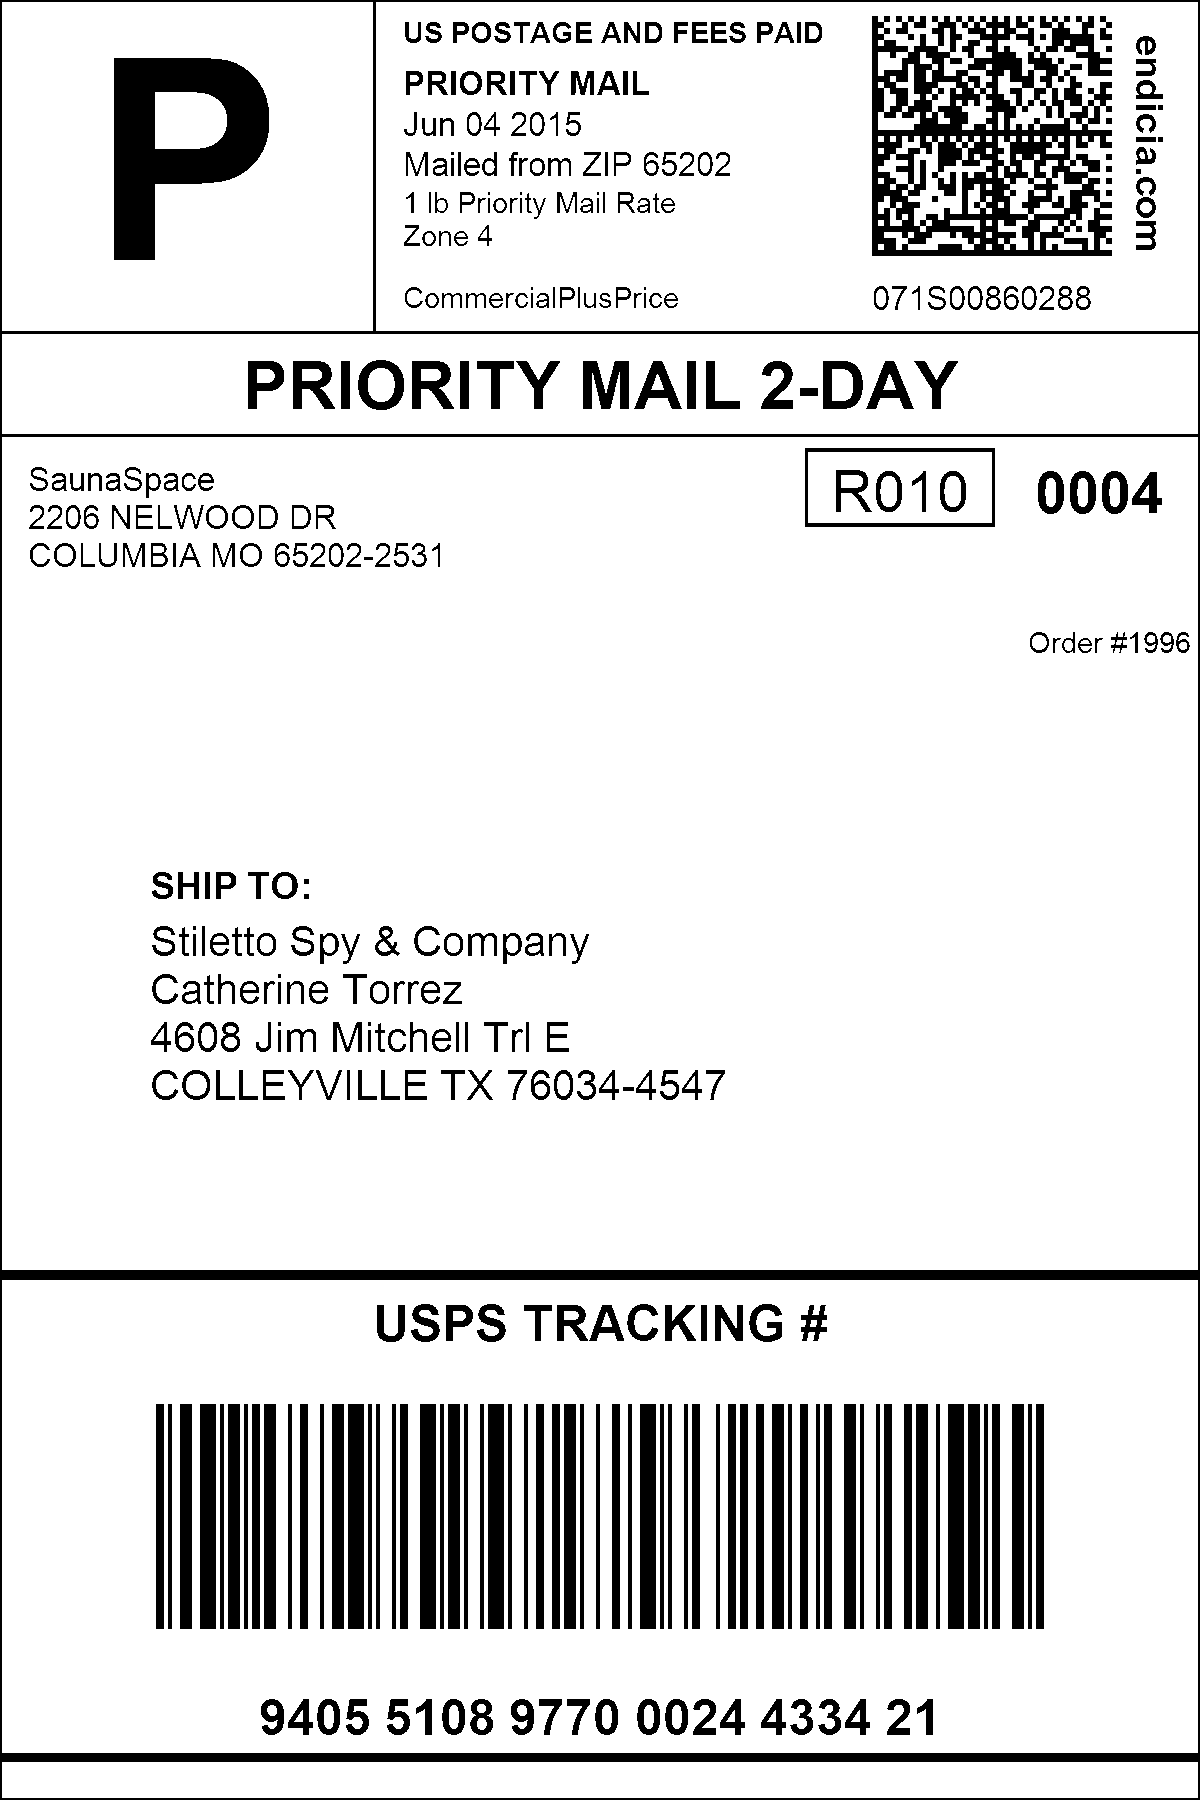 P
US POSTAGE AND FEES PAID
PRIORITY MAIL
Jun 04 2015
Mailed from ZIP 65202
1 lb Priority Mail Rate
Zone 4
CommercialPlusPrice
071S00860288
endicia.com
PRIORITY MAIL 2-DAY
SaunaSpace
2206 NELWOOD DR
COLUMBIA MO 65202-2531
R010
0004
Order #1996
SHIP TO:
Stiletto Spy & Company
Catherine Torrez
4608 Jim Mitchell Trl E
COLLEYVILLE TX 76034-4547
USPS TRACKING #
9405 5108 9770 0024 4334 21